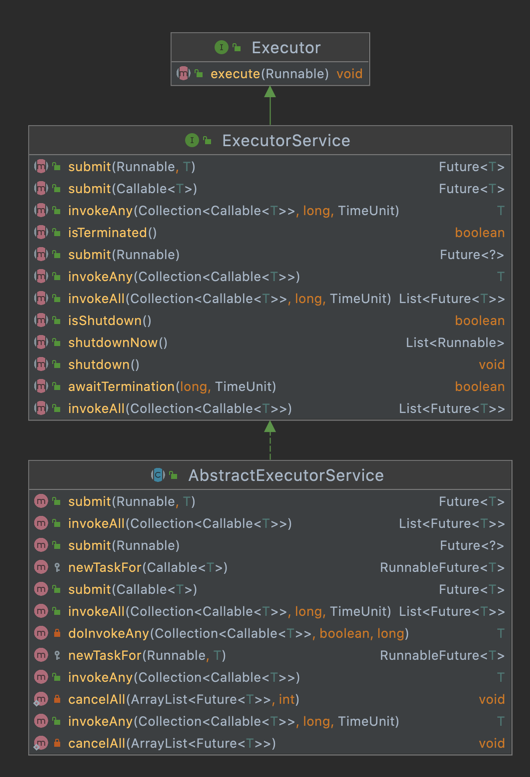 Executor
execute(Runnable) void
ExecutorService
submit(Runnable, T) Future<T>
submit(Callable<T>) Future<T>
invokeAny(Collection<Callable<T>>, long, TimeUnit) T
isTerminated() boolean
submit(Runnable) Future<?>
invokeAny(Collection<Callable<T>>) T
invokeAll(Collection<Callable<T>>, long, TimeUnit) List<Future<T>>
isShutdown() boolean
shutdownNow() List<Runnable>
shutdown() void
awaitTermination(long, TimeUnit) boolean
invokeAll(Collection<Callable<T>>) List<Future<T>>
AbstractExecutorService
submit(Runnable, T) Future<T>
invokeAll(Collection<Callable<T>>) List<Future<T>>
submit(Runnable) Future<?>
newTaskFor(Callable<T>) RunnableFuture<T>
submit(Callable<T>) Future<T>
invokeAll(Collection<Callable<T>>, long, TimeUnit) List<Future<T>>
doInvokeAny(Collection<Callable<T>>, boolean, long) T
newTaskFor(Runnable, T) RunnableFuture<T>
invokeAny(Collection<Callable<T>>) T
cancelAll(ArrayList<Future<T>>, int) void
invokeAny(Collection<Callable<T>>, long, TimeUnit) T
cancelAll(ArrayList<Future<T>>) void